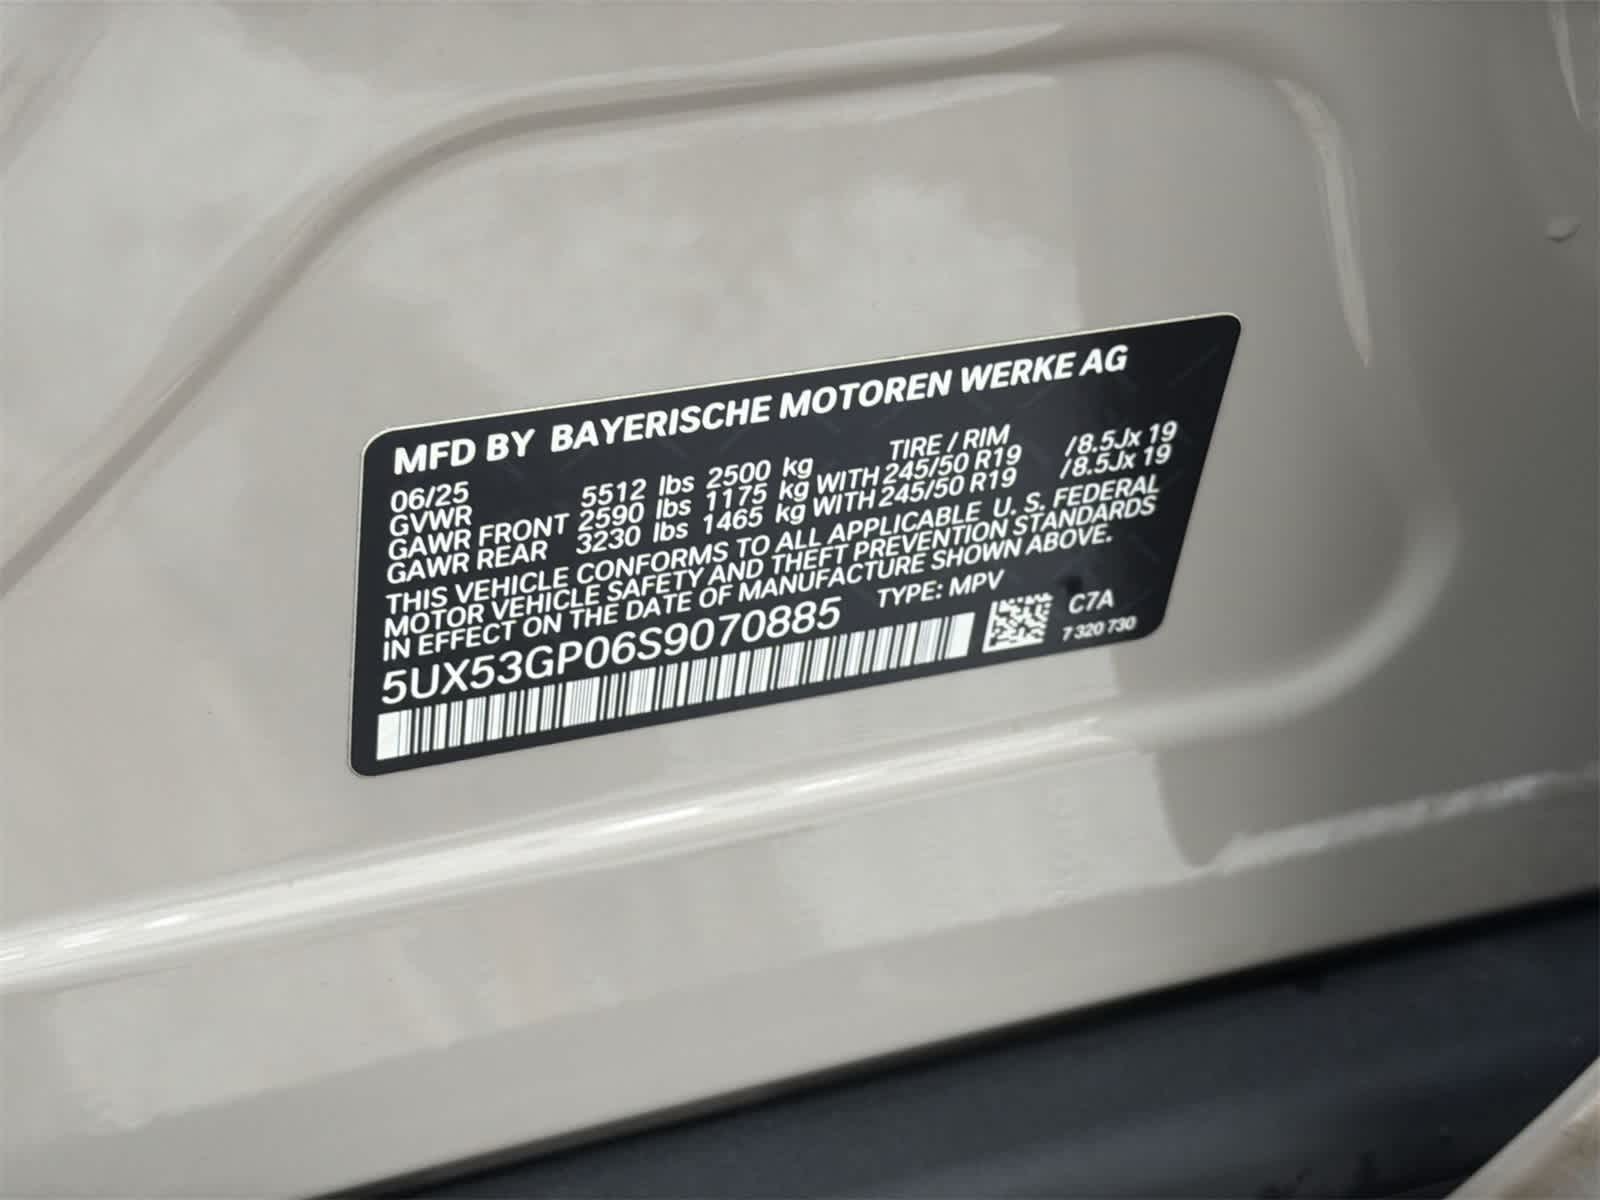 MFD BY BAYERISCHE MOTOREN WERKE AG
06/25 TIRE / RIM
GVWR 5512 lbs 2500 kg
GAWR FRONT 2590 lbs 1175 kg WITH 245/50 R19 /8.5Jx 19
GAWR REAR 3230 lbs 1465 kg WITH 245/50 R19 /8.5Jx 19
THIS VEHICLE CONFORMS TO ALL APPLICABLE U. S. FEDERAL
MOTOR VEHICLE SAFETY AND THEFT PREVENTION STANDARDS
IN EFFECT ON THE DATE OF MANUFACTURE SHOWN ABOVE.
5UX53GP06S9070885 TYPE: MPV
C7A
7 320 730